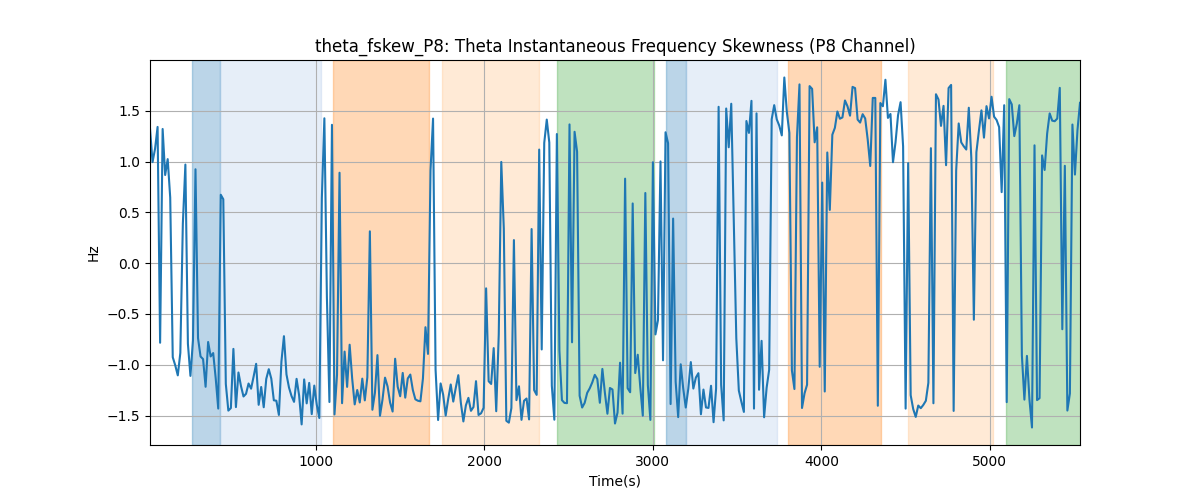 theta_fskew_P8: Theta Instantaneous Frequency Skewness (P8 Channel)
1.5
1.0
0.5
0.0
−0.5
−1.0
−1.5
Hz
1000 2000 3000 4000 5000
Time(s)